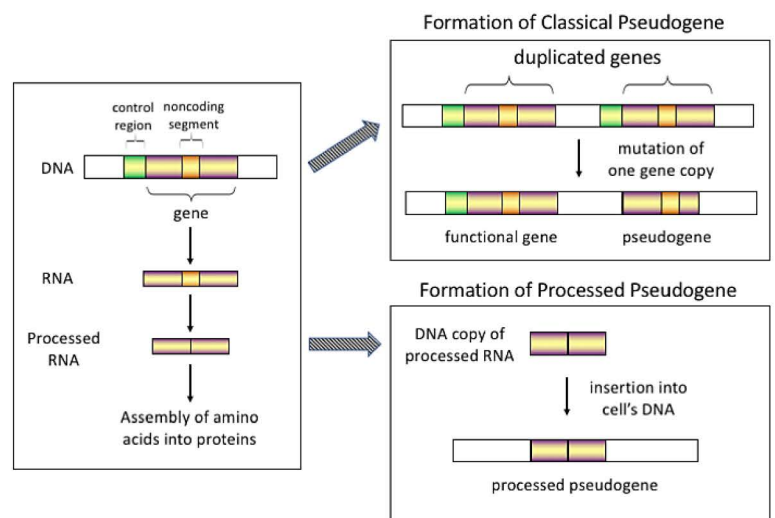 control
region
noncoding
segment
DNA
gene
RNA
Processed
RNA
Assembly of amino
acids into proteins
Formation of Classical Pseudogene
duplicated genes
mutation of
one gene copy
functional gene
pseudogene
Formation of Processed Pseudogene
DNA copy of
processed RNA
insertion into
cell's DNA
processed pseudogene